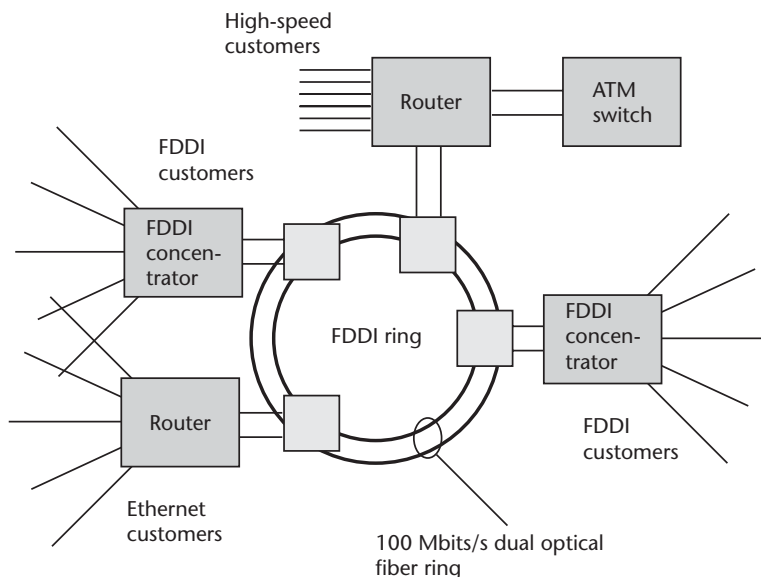 High-speed
customers
Router
ATM
switch
FDDI
customers
FDDI
concen-
trator
FDDI ring
FDDI
concen-
trator
Router
FDDI
customers
Ethernet
customers
100 Mbits/s dual optical
fiber ring